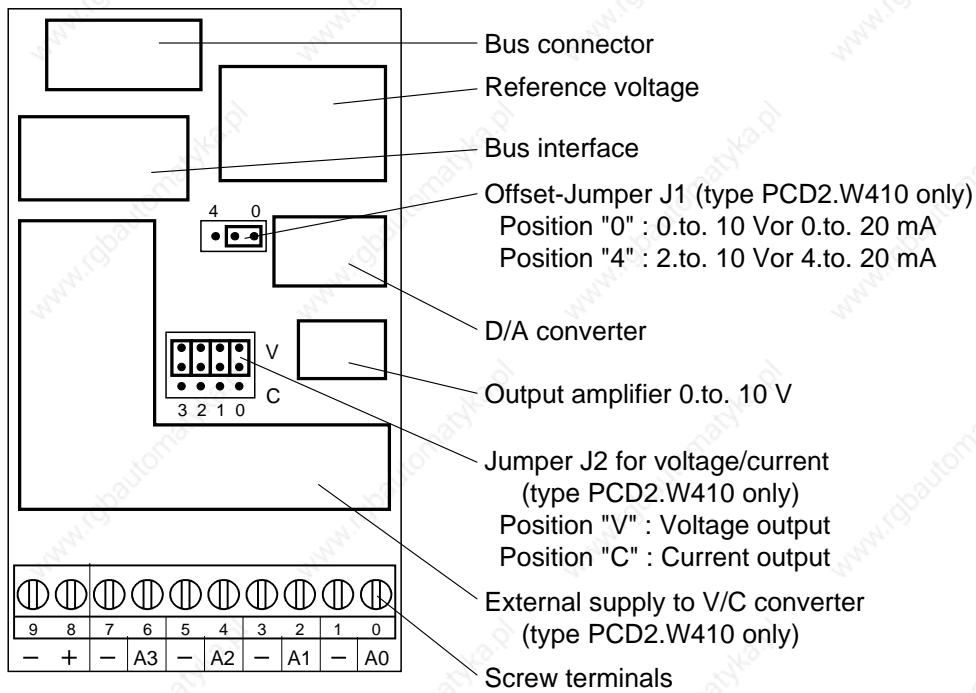 Bus connector
Reference voltage
Bus interface
Offset-Jumper J1 (type PCD2.W410 only)
Position "0" : 0.to. 10 Vor 0.to. 20 mA
Position "4" : 2.to. 10 Vor 4.to. 20 mA
4 0
D/A converter
V
C
3 2 1 0
Output amplifier 0.to. 10 V
Jumper J2 for voltage/current
(type PCD2.W410 only)
Position "V" : Voltage output
Position "C" : Current output
External supply to V/C converter
(type PCD2.W410 only)
Screw terminals
9 8 7 6 5 4 3 2 1 0
− + − A3 − A2 − A1 − A0
www.rgbautomatyka.pl